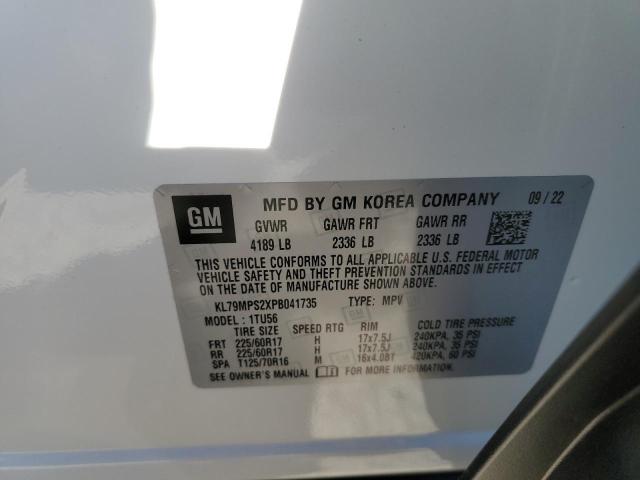 GM MFD BY GM KOREA COMPANY 09 / 22
GVWR GAWR FRT GAWR RR
4189 LB 2336 LB 2336 LB
THIS VEHICLE CONFORMS TO ALL APPLICABLE U.S. FEDERAL MOTOR
VEHICLE SAFETY AND THEFT PREVENTION STANDARDS IN EFFECT
ON THE DATE OF MANUFACTURE SHOWN ABOVE.
KL79MPS2XPB041735 TYPE: MPV
MODEL : 1TU56 SPEED RTG RIM COLD TIRE PRESSURE
FRT 225/60R17 H 17x7.5J 240KPA, 35 PSI
RR 225/60R17 H 17x7.5J 240KPA, 35 PSI
SPA T125/70R16 M 16x4.0BT 420KPA, 60 PSI
SEE OWNER'S MANUAL FOR MORE INFORMATION.